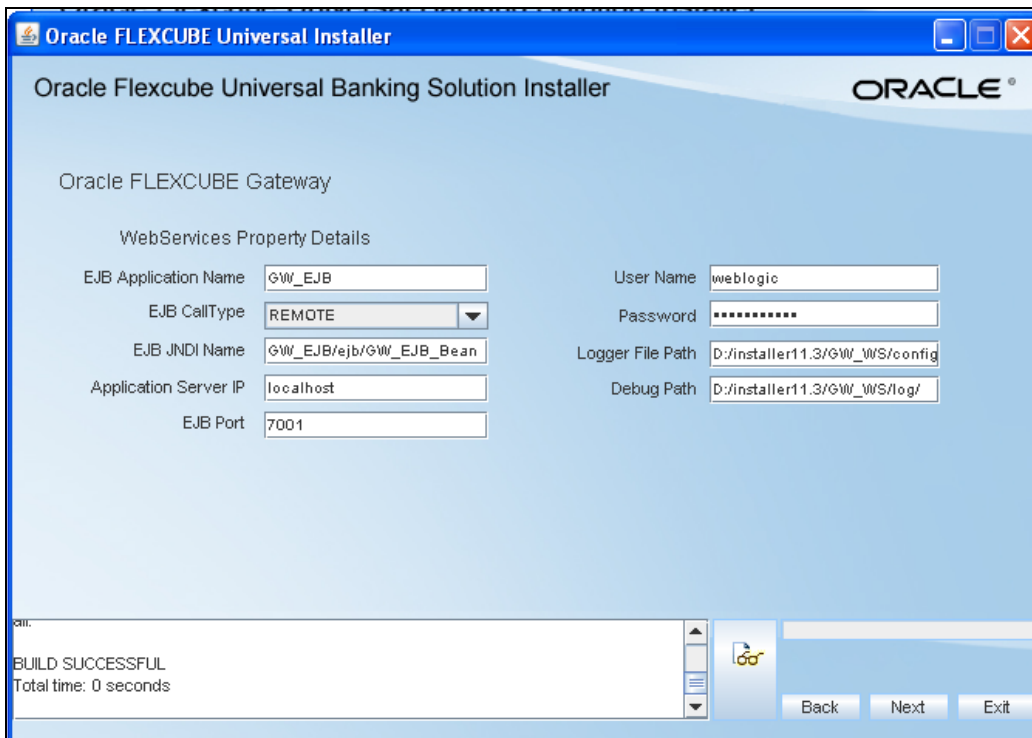 Oracle FLEXCUBE Universal Installer
Oracle Flexcube Universal Banking Solution Installer
ORACLE®
Oracle FLEXCUBE Gateway
WebServices Property Details
EJB Application Name GW_EJB
User Name weblogic
EJB CallType REMOTE
Password •••••••••••
EJB JNDI Name GW_EJB/ejb/GW_EJB_Bean
Logger File Path D:/installer11.3/GW_WS/config
Application Server IP localhost
Debug Path D:/installer11.3/GW_WS/log/
EJB Port 7001
all:
BUILD SUCCESSFUL
Total time: 0 seconds
Back Next Exit